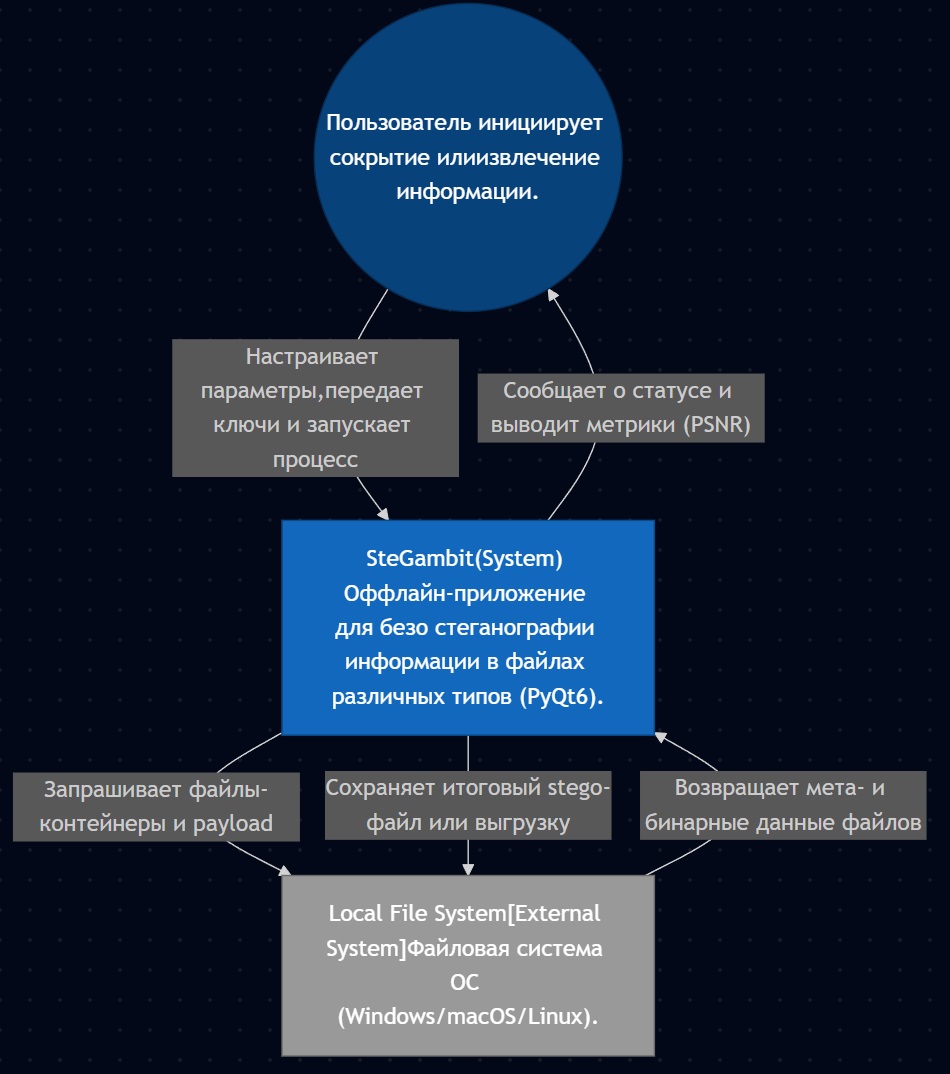 Пользователь инициирует
сокрытие илиизвлечение
информации.
Настраивает
параметры,передает
ключи и запускает
процесс
Сообщает о статусе и
выводит метрики (PSNR)
SteGambit(System)
Оффлайн-приложение
для безо стеганографии
информации в файлах
различных типов (PyQt6).
Запрашивает файлы-
контейнеры и payload
Сохраняет итоговый stego-
файл или выгрузку
Возвращает мета- и
бинарные данные файлов
Local File System[External
System]Файловая система
ОС
(Windows/macOS/Linux).